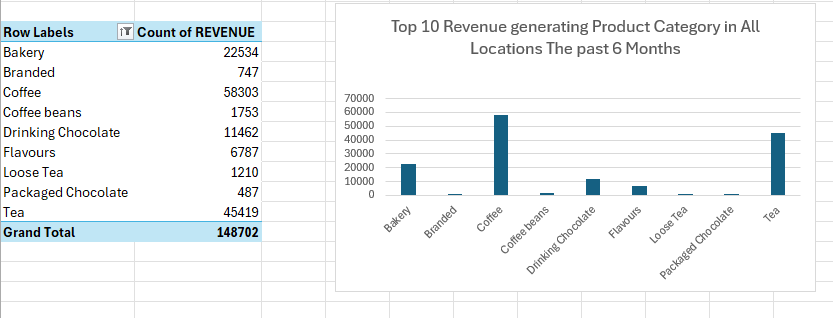 Row Labels Count of REVENUE
Bakery 22534
Branded 747
Coffee 58303
Coffee beans 1753
Drinking Chocolate 11462
Flavours 6787
Loose Tea 1210
Packaged Chocolate 487
Tea 45419
Grand Total 148702
Top 10 Revenue generating Product Category in All
Locations The past 6 Months
70000
60000
50000
40000
30000
20000
10000
0
Bakery
Branded
Coffee
Coffee beans
Drinking Chocolate
Flavours
Loose Tea
Packaged Chocolate
Tea